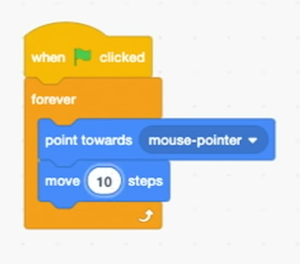 when clicked
forever
point towards mouse-pointer
move 10 steps